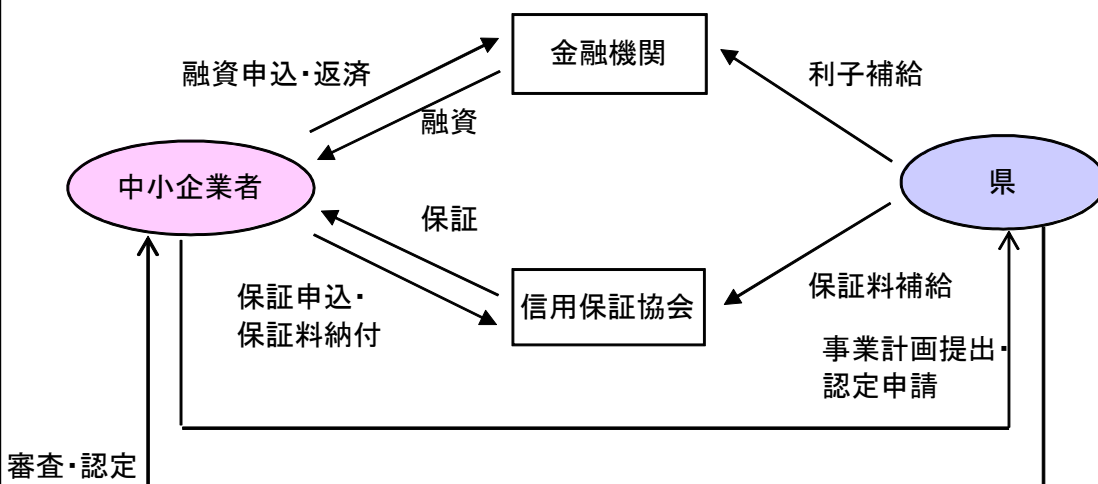 金融機関
融資申込・返済
利子補給
融資
中小企業者
県
保証
保証申込・
保証料納付
信用保証協会
保証料補給
事業計画提出・
認定申請
審査・認定